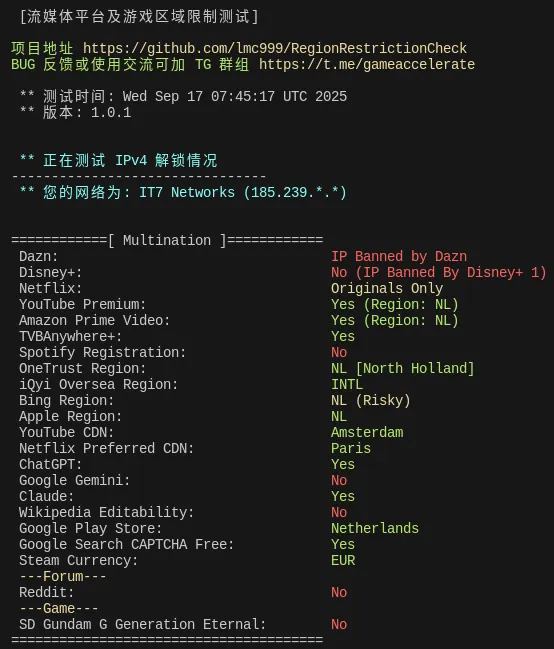 [流媒体平台及游戏区域限制测试]
项目地址 https://github.com/lmc999/RegionRestrictionCheck
BUG 反馈或使用交流可加 TG 群组 https://t.me/gameaccelerate
** 测试时间: Wed Sep 17 07:45:17 UTC 2025
** 版本: 1.0.1
** 正在测试 IPv4 解锁情况
--------------------------------
** 您的网络为: IT7 Networks (185.239.*.*)
============[ Multination ]============
Dazn: IP Banned by Dazn
Disney+: No (IP Banned By Disney+ 1)
Netflix: Originals Only
YouTube Premium: Yes (Region: NL)
Amazon Prime Video: Yes (Region: NL)
TVBAnywhere+: Yes
Spotify Registration: No
OneTrust Region: NL [North Holland]
iQyi Oversea Region: INTL
Bing Region: NL (Risky)
Apple Region: NL
YouTube CDN: Amsterdam
Netflix Preferred CDN: Paris
ChatGPT: Yes
Google Gemini: No
Claude: Yes
Wikipedia Editability: No
Google Play Store: Netherlands
Google Search CAPTCHA Free: Yes
Steam Currency: EUR
---Forum---
Reddit: No
---Game---
SD Gundam G Generation Eternal: No
=======================================